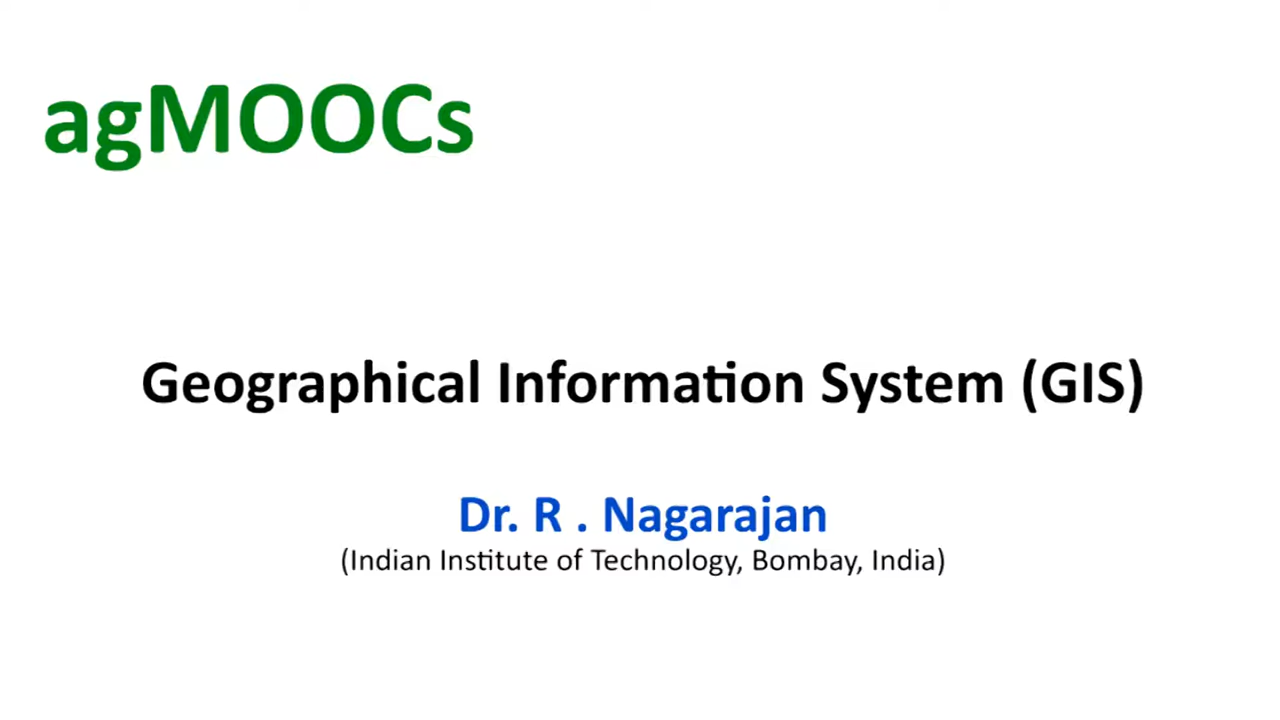 agMOOCs
Geographical Information System (GIS)
Dr. R . Nagarajan
(Indian Institute of Technology, Bombay, India)